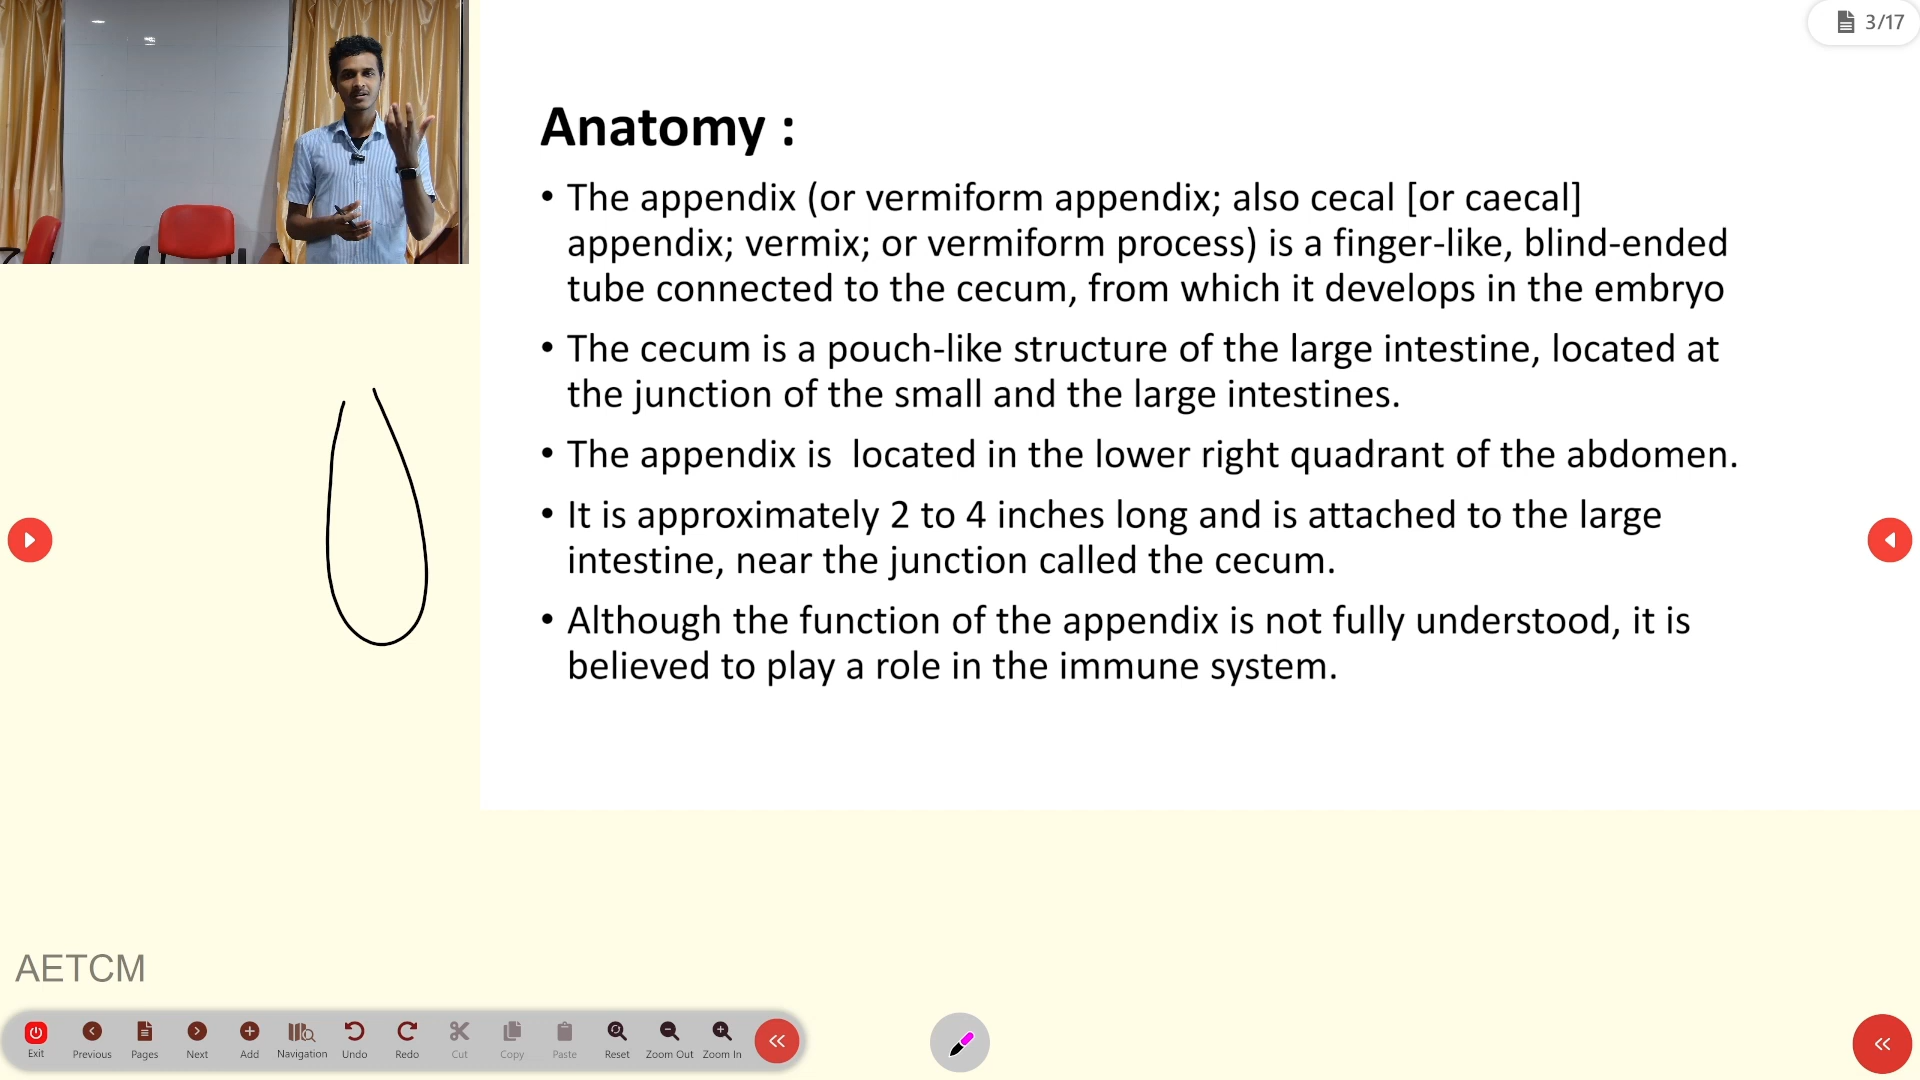 3/17
Anatomy :
• The appendix (or vermiform appendix; also cecal [or caecal]
appendix; vermix; or vermiform process) is a finger-like, blind-ended
tube connected to the cecum, from which it develops in the embryo
• The cecum is a pouch-like structure of the large intestine, located at
the junction of the small and the large intestines.
• The appendix is  located in the lower right quadrant of the abdomen.
• It is approximately 2 to 4 inches long and is attached to the large
intestine, near the junction called the cecum.
• Although the function of the appendix is not fully understood, it is
believed to play a role in the immune system.
AETCM
Exit Previous Pages Next Add Navigation Undo Redo Cut Copy Paste Reset Zoom Out Zoom In